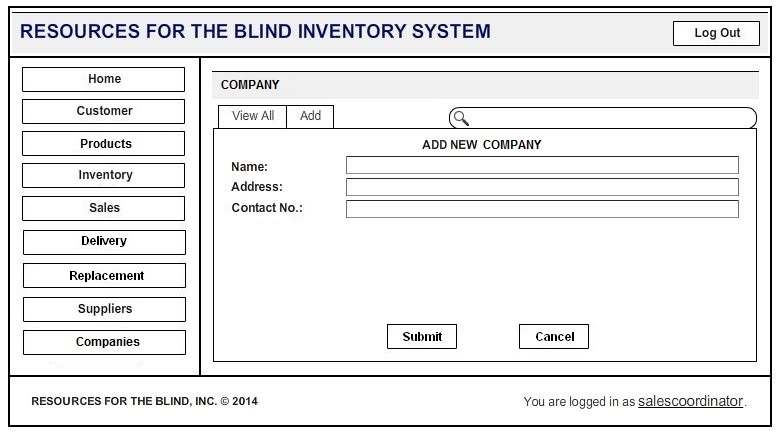 RESOURCES FOR THE BLIND INVENTORY SYSTEM
Log Out
Home
Customer
Products
Inventory
Sales
Delivery
Replacement
Suppliers
Companies
COMPANY
View All
Add
ADD NEW COMPANY
Name:
Address:
Contact No.:
Submit
Cancel
RESOURCES FOR THE BLIND, INC. © 2014
You are logged in as salescoordinator.